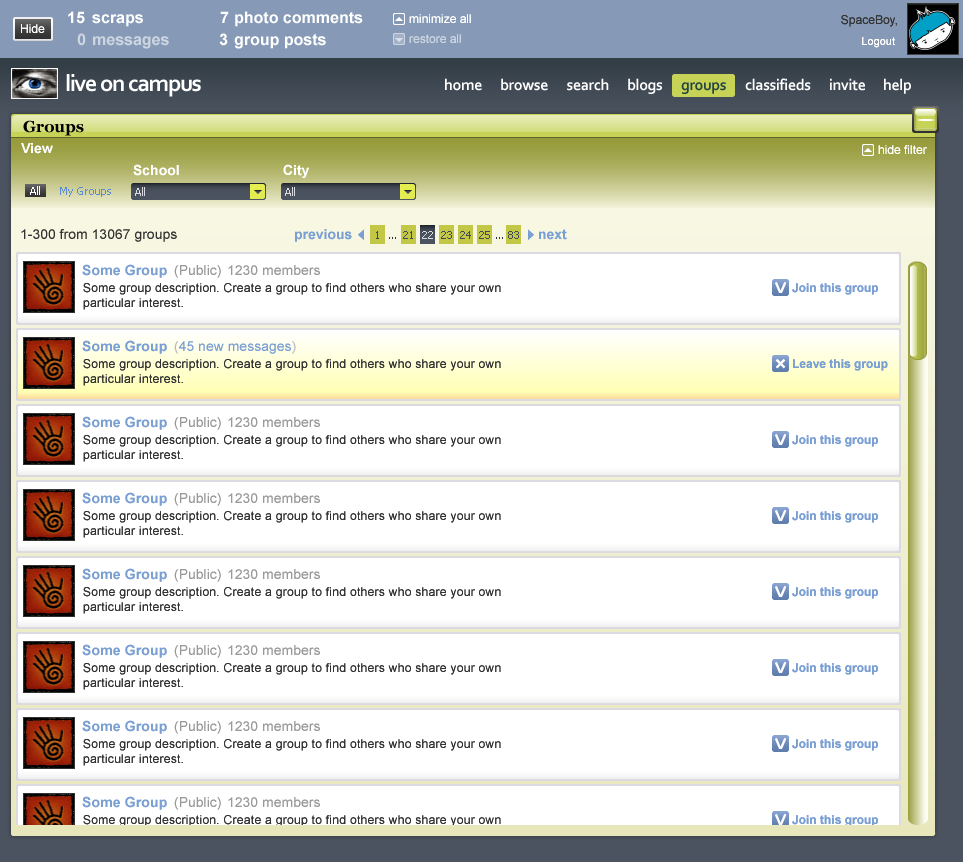 Hide
15 scraps
0 messages
7 photo comments
3 group posts
minimize all
restore all
SpaceBoy,
Logout
live on campus
home browse search blogs groups classifieds invite help
Groups
View
hide filter
School City
All My Groups All All
1-300 from 13067 groups previous 1 ... 21 22 23 24 25 ... 83 next
Some Group (Public) 1230 members
Some group description. Create a group to find others who share your own
particular interest.
Join this group
Some Group (45 new messages)
Some group description. Create a group to find others who share your own
particular interest.
Leave this group
Some Group (Public) 1230 members
Some group description. Create a group to find others who share your own
particular interest.
Join this group
Some Group (Public) 1230 members
Some group description. Create a group to find others who share your own
particular interest.
Join this group
Some Group (Public) 1230 members
Some group description. Create a group to find others who share your own
particular interest.
Join this group
Some Group (Public) 1230 members
Some group description. Create a group to find others who share your own
particular interest.
Join this group
Some Group (Public) 1230 members
Some group description. Create a group to find others who share your own
particular interest.
Join this group
Some Group (Public) 1230 members
Some group description. Create a group to find others who share your own
Join this group